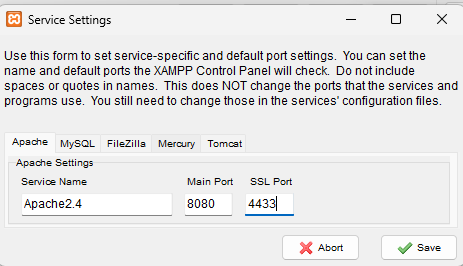 Service Settings
Use this form to set service-specific and default port settings.  You can set the
name and default ports the XAMPP Control Panel will check.  Do not include
spaces or quotes in names.  This does NOT change the ports that the services and
programs use.  You still need to change those in the services' configuration files.
Apache MySQL FileZilla Mercury Tomcat
Apache Settings
Service Name Main Port SSL Port
Apache2.4 8080 4433
Abort Save